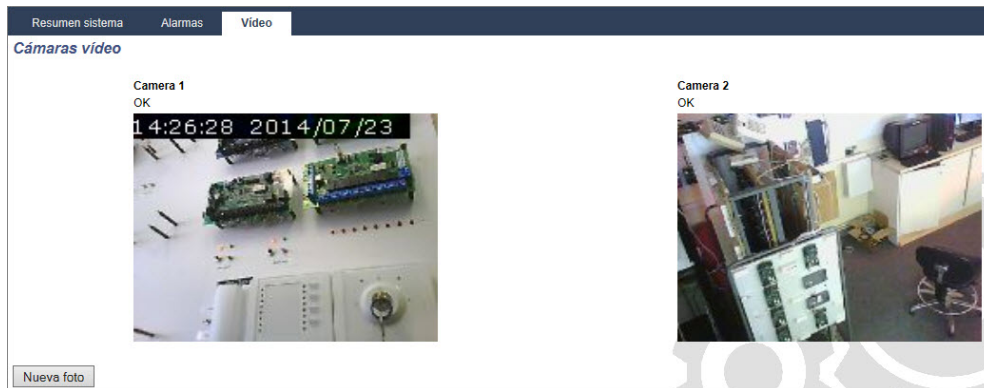 Resumen sistema Alarmas Vídeo
Cámaras vídeo
Camera 1
OK
14:26:28 2014/07/23
Camera 2
OK
Nueva foto